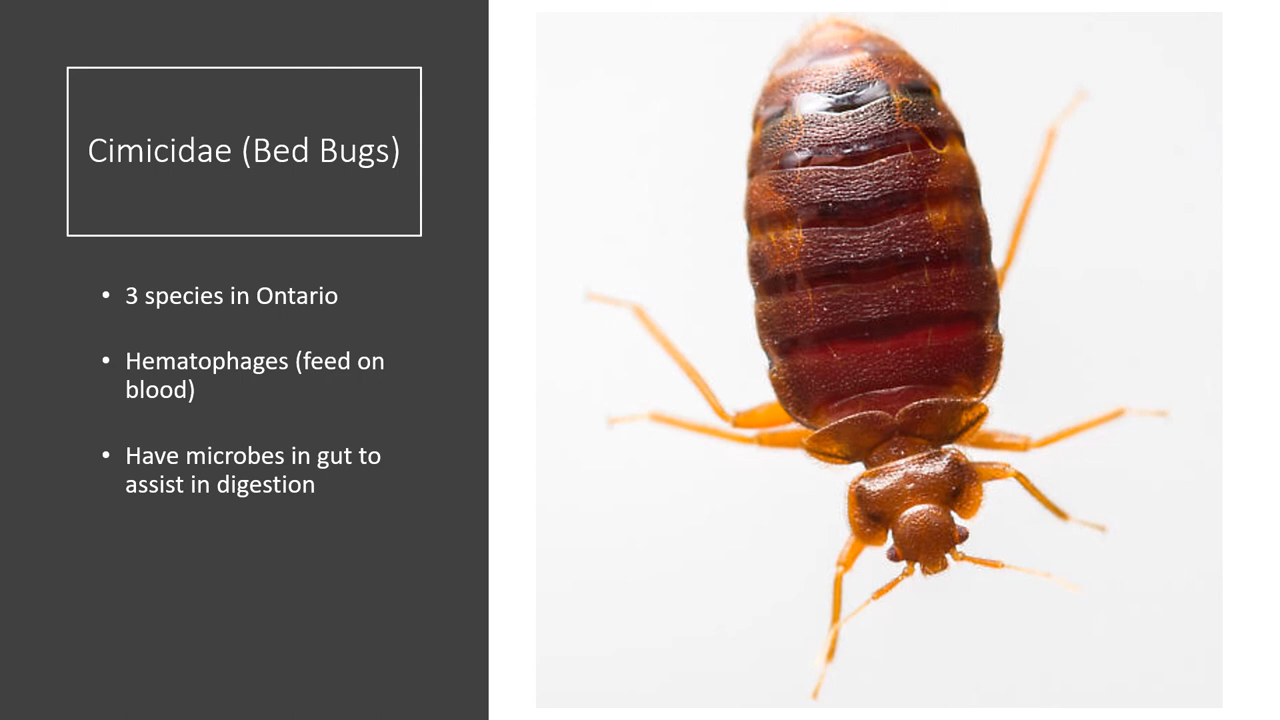 Cimicidae (Bed Bugs)
• 3 species in Ontario
• Hematophages (feed on
blood)
• Have microbes in gut to
assist in digestion